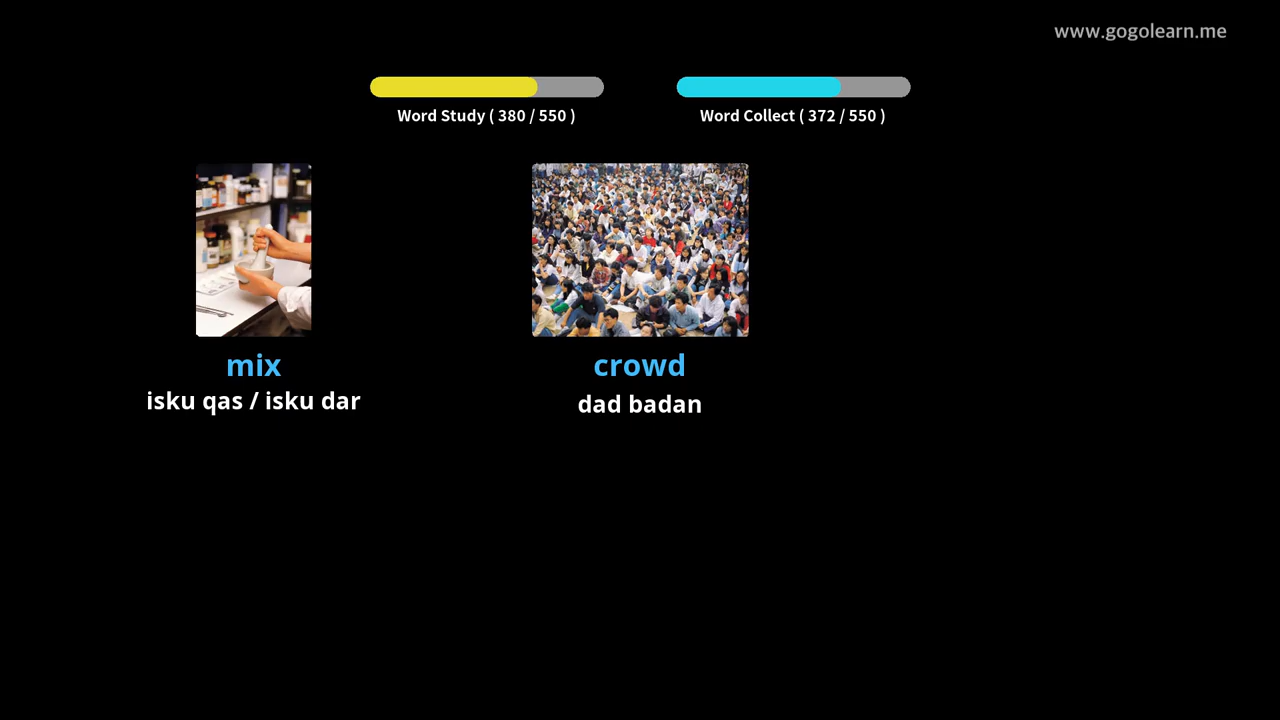 www.gogolearn.me
Word Study ( 380 / 550 )
Word Collect ( 372 / 550 )
mix
isku qas / isku dar
crowd
dad badan